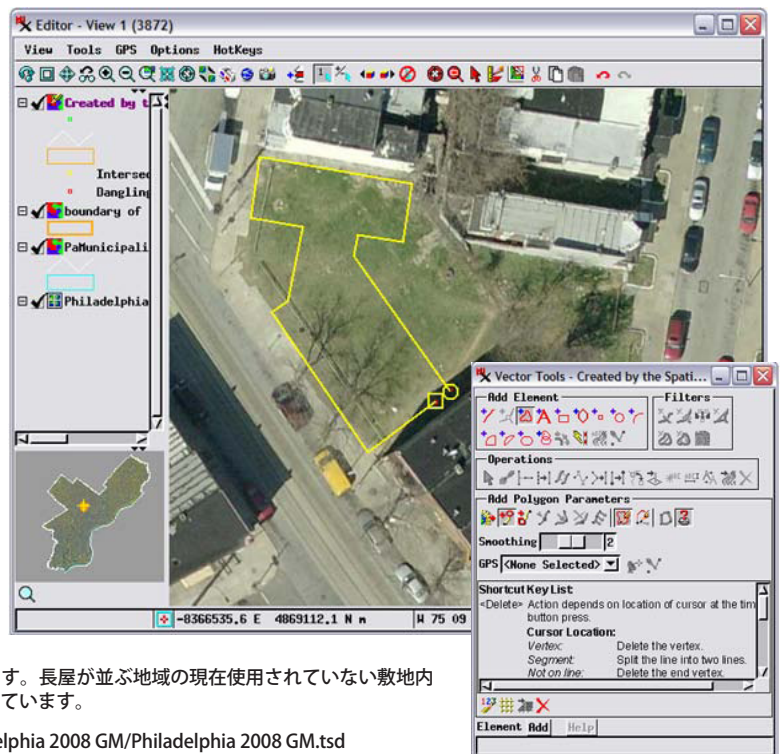 Editor - View 1 (3872)
View Tools GPS Options HotKeys
Created by t
Intersec
Dangling
boundary of
PaMunicipali
Philadelphia
-8366535.6 E 4869112.1 N m W 75 09
Vector Tools - Created by the Spati...
Add Element
Filters
Operations
Add Polygon Parameters
Smoothing 2
GPS <None Selected>
Shortcut Key List
<Delete> Action depends on location of cursor at the tim
button press.
Cursor Location:
Vertex: Delete the vertex.
Segment: Split the line into two lines.
Not on line: Delete the end vertex.
Element Add Help
す。長屋が並ぶ地域の現在使用されていない敷地内
ています。
elphia 2008 GM/Philadelphia 2008 GM.tsd